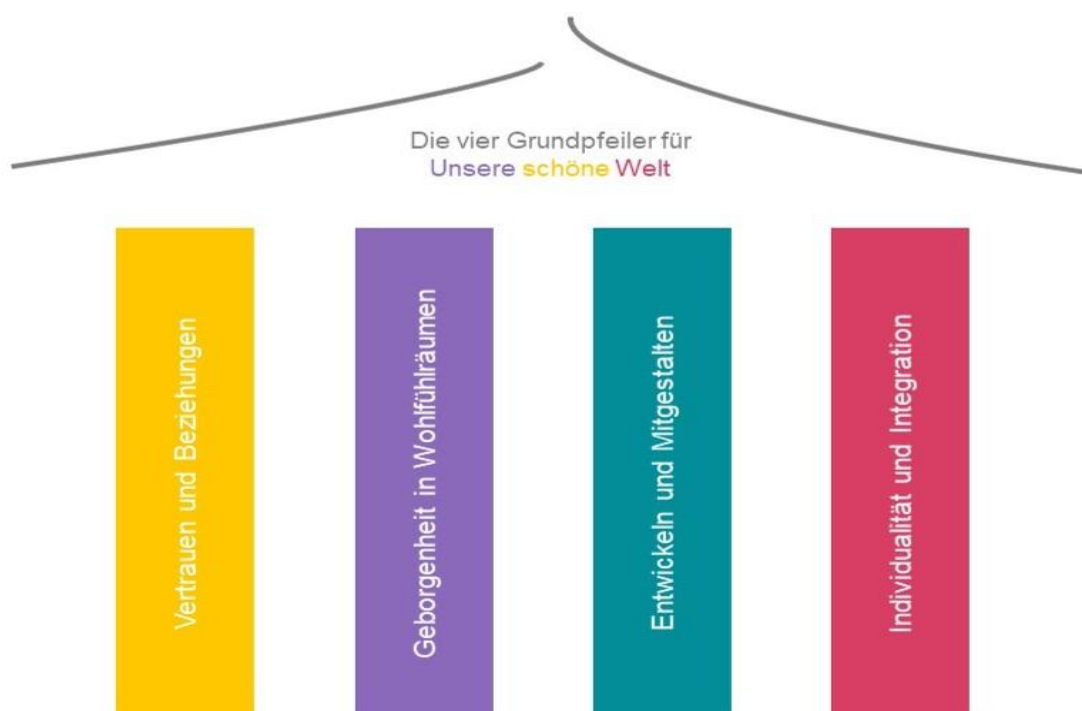 Die vier Grundpfeiler für
Unsere schöne Welt
Vertrauen und Beziehungen
Geborgenheit in Wohlfühlräumen
Entwickeln und Mitgestalten
Individualität und Integration